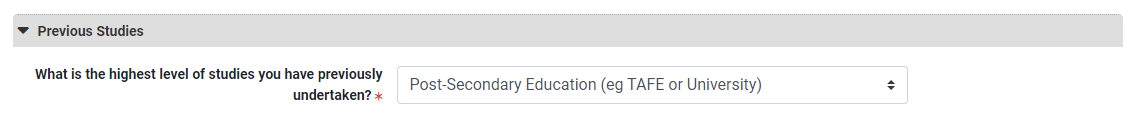 Previous Studies
What is the highest level of studies you have previously
undertaken? *
Post-Secondary Education (eg TAFE or University)